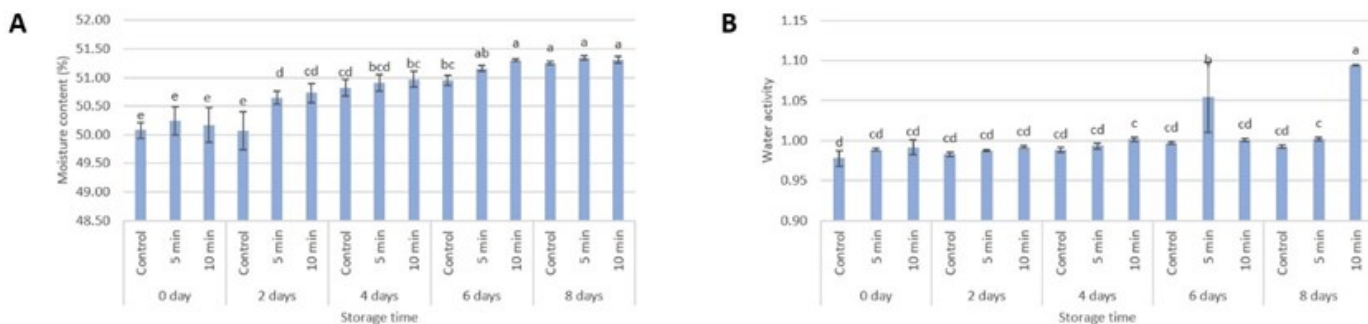 A
Moisture content (%)
52.00
51.50
51.00
50.50
50.00
49.50
49.00
48.50
e e e e d cd cd bcd bc bc ab a a a a
Control 5 min 10 min Control 5 min 10 min Control 5 min 10 min Control 5 min 10 min Control 5 min 10 min
0 day 2 days 4 days 6 days 8 days
Storage time
B
Water activity
1.15
1.10
1.05
1.00
0.95
0.90
d cd cd cd cd cd cd cd c cd b cd cd c a
Control 5 min 10 min Control 5 min 10 min Control 5 min 10 min Control 5 min 10 min Control 5 min 10 min
0 day 2 days 4 days 6 days 8 days
Storage time